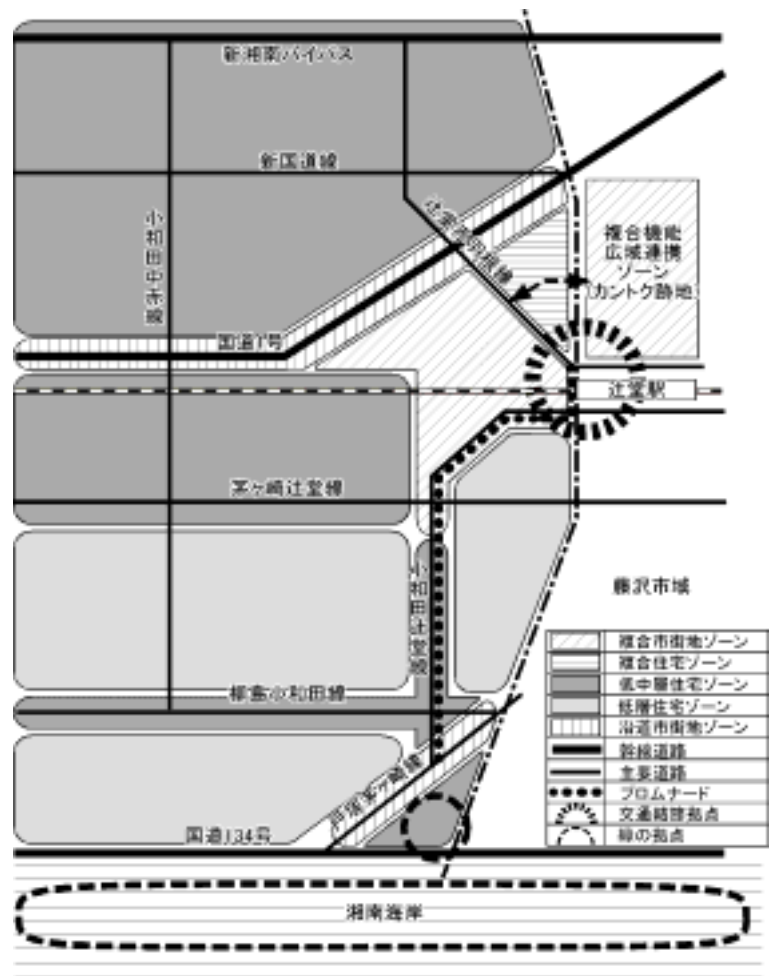 新湘南バイパス
新国道線
小和田中赤線
辻堂駅羽根線
複合機能
広域連携
ゾーン
(カントク跡地)
国道1号
辻堂駅
茅ヶ崎辻堂線
小和田辻堂線
藤沢市域
柳島小和田線
戸塚茅ヶ崎線
国道134号
湘南海岸
複合市街地ゾーン
複合住宅ゾーン
低中層住宅ゾーン
低層住宅ゾーン
沿道市街地ゾーン
幹線道路
主要道路
プロムナード
交通結節拠点
緑の拠点